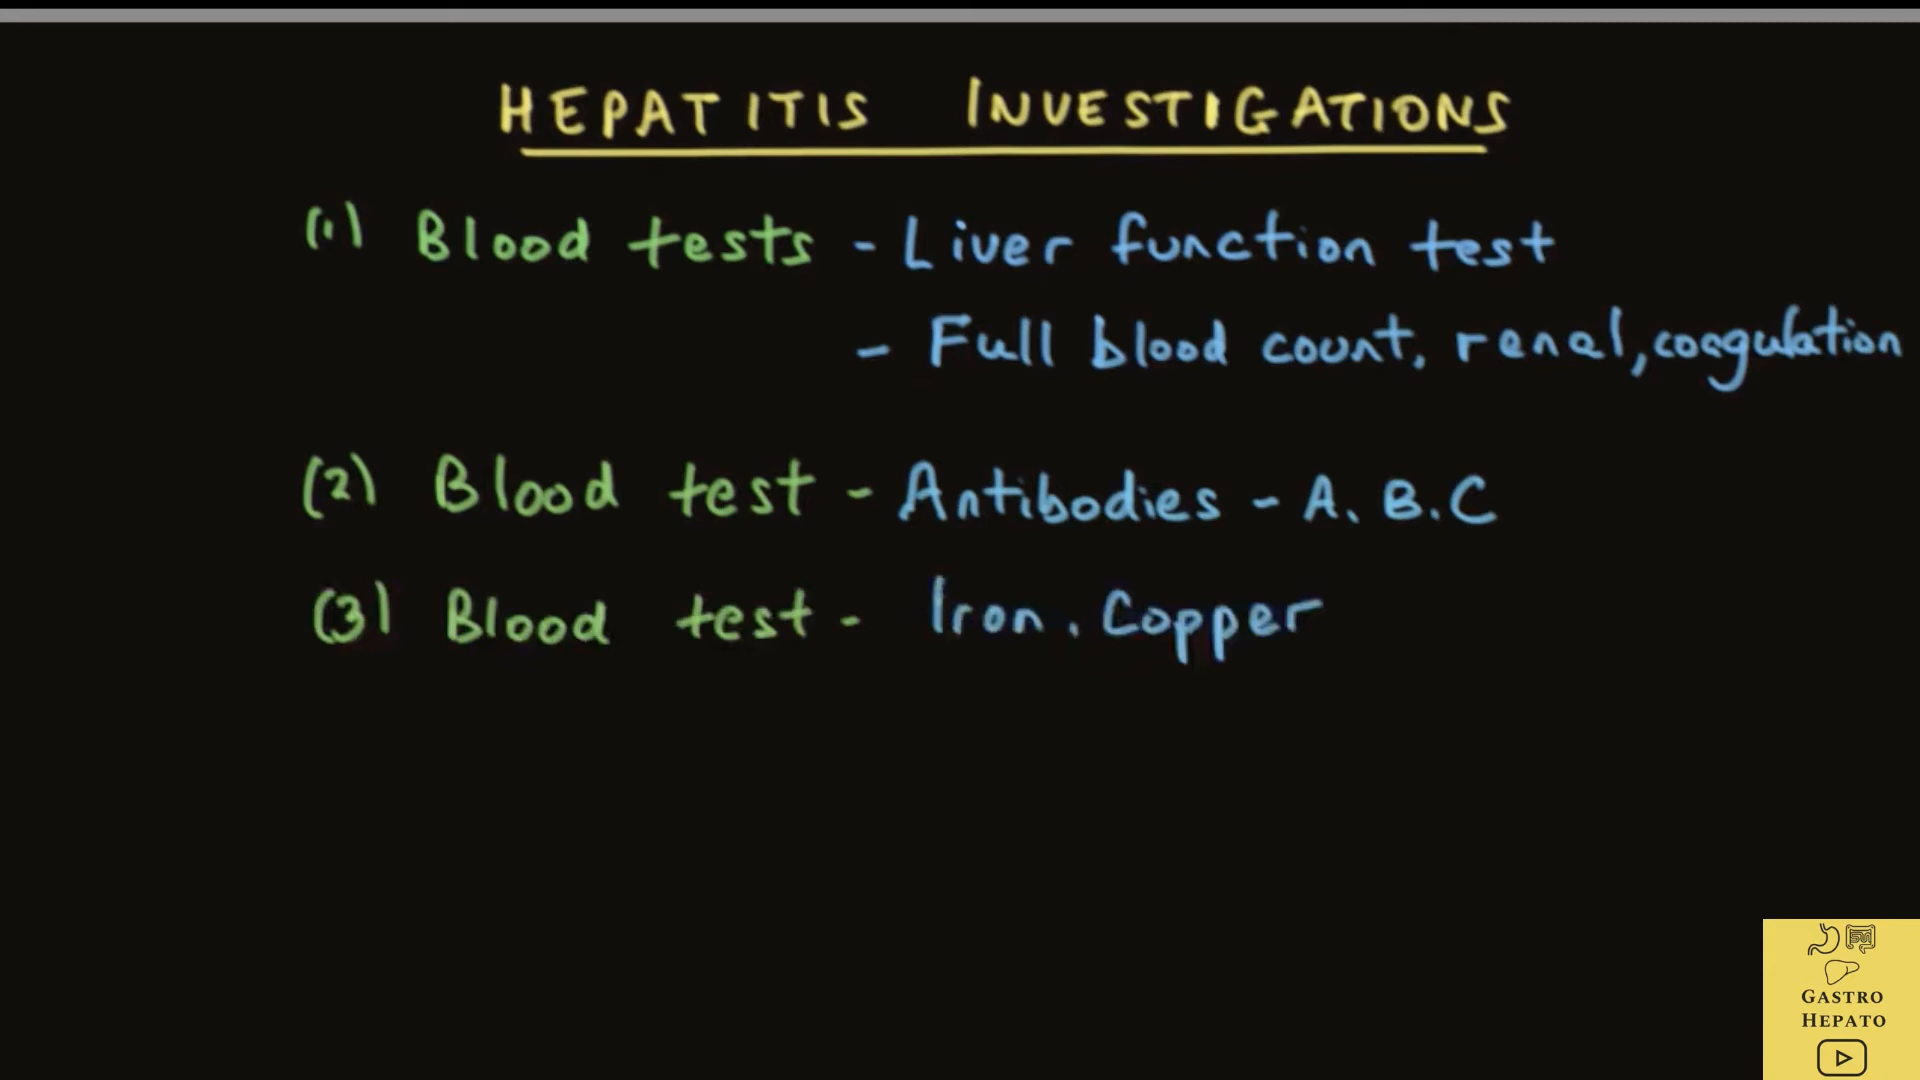 HEPATITIS INVESTIGATIONS
(1) Blood tests - Liver function test
- Full blood count, renal, coagulation
(2) Blood test - Antibodies - A, B, C
(3) Blood test - Iron, Copper
GASTRO
HEPATO